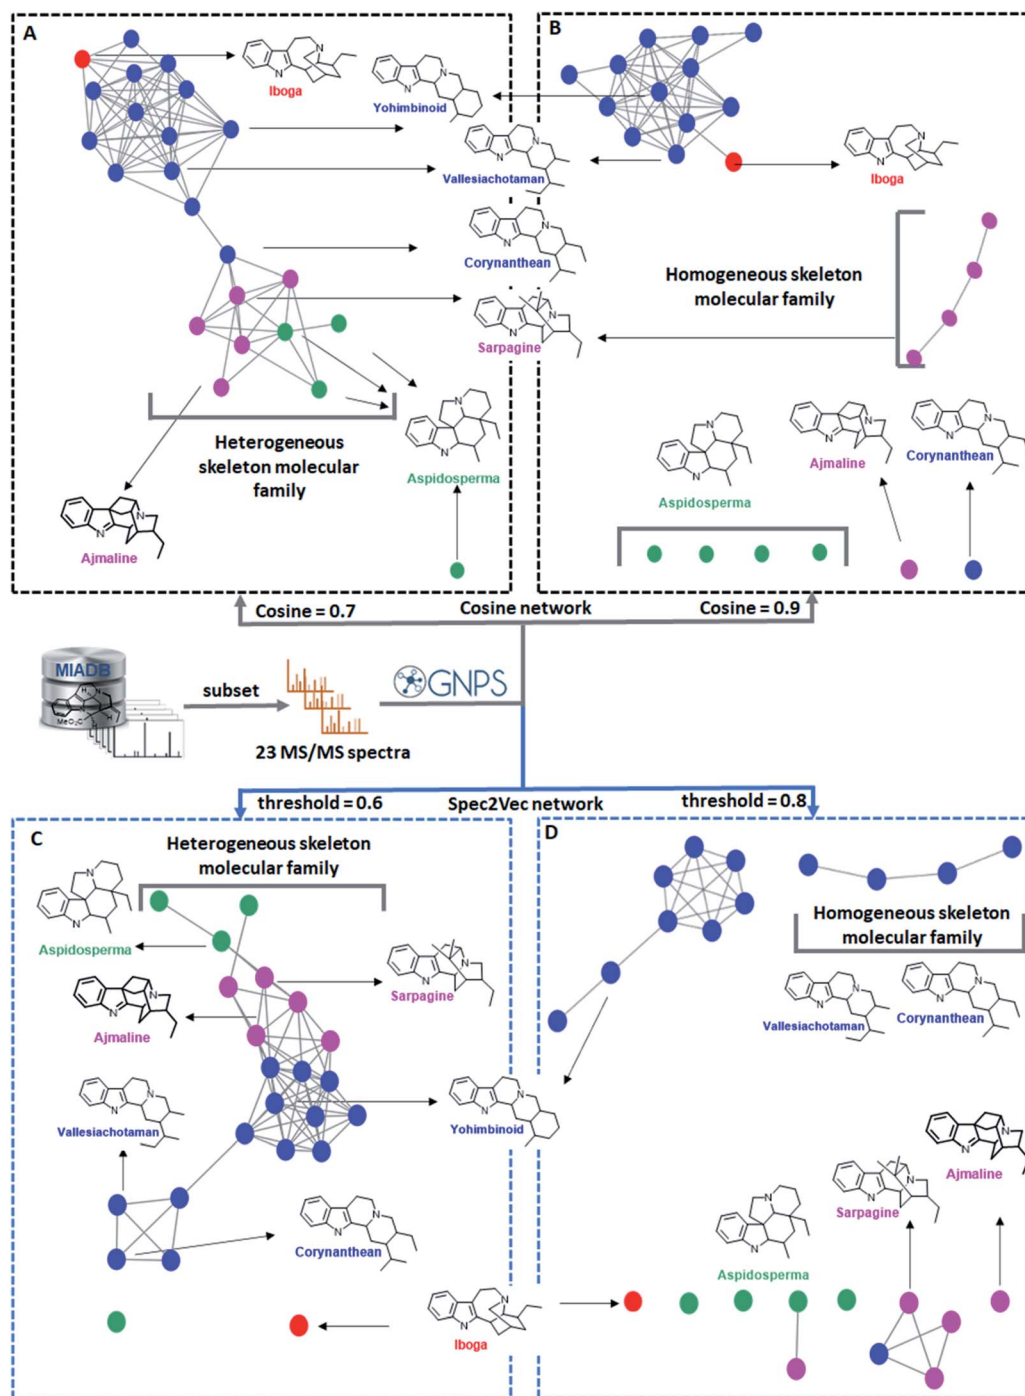 A
Iboga
Yohimbinoid
Vallesiachotaman
Corynanthean
Sarpagine
Heterogeneous
skeleton molecular
family
Aspidosperma
Ajmaline
B
Iboga
Homogeneous skeleton
molecular family
Aspidosperma
Ajmaline
Corynanthean
Cosine = 0.7
Cosine network
Cosine = 0.9
MIADB
MeO₂C
subset
23 MS/MS spectra
GNPS
threshold = 0.6
Spec2Vec network
threshold = 0.8
C
Heterogeneous skeleton
molecular family
Aspidosperma
Sarpagine
Ajmaline
Vallesiachotaman
Yohimbinoid
Corynanthean
Iboga
D
Homogeneous skeleton
molecular family
Vallesiachotaman
Corynanthean
Ajmaline
Sarpagine
Aspidosperma